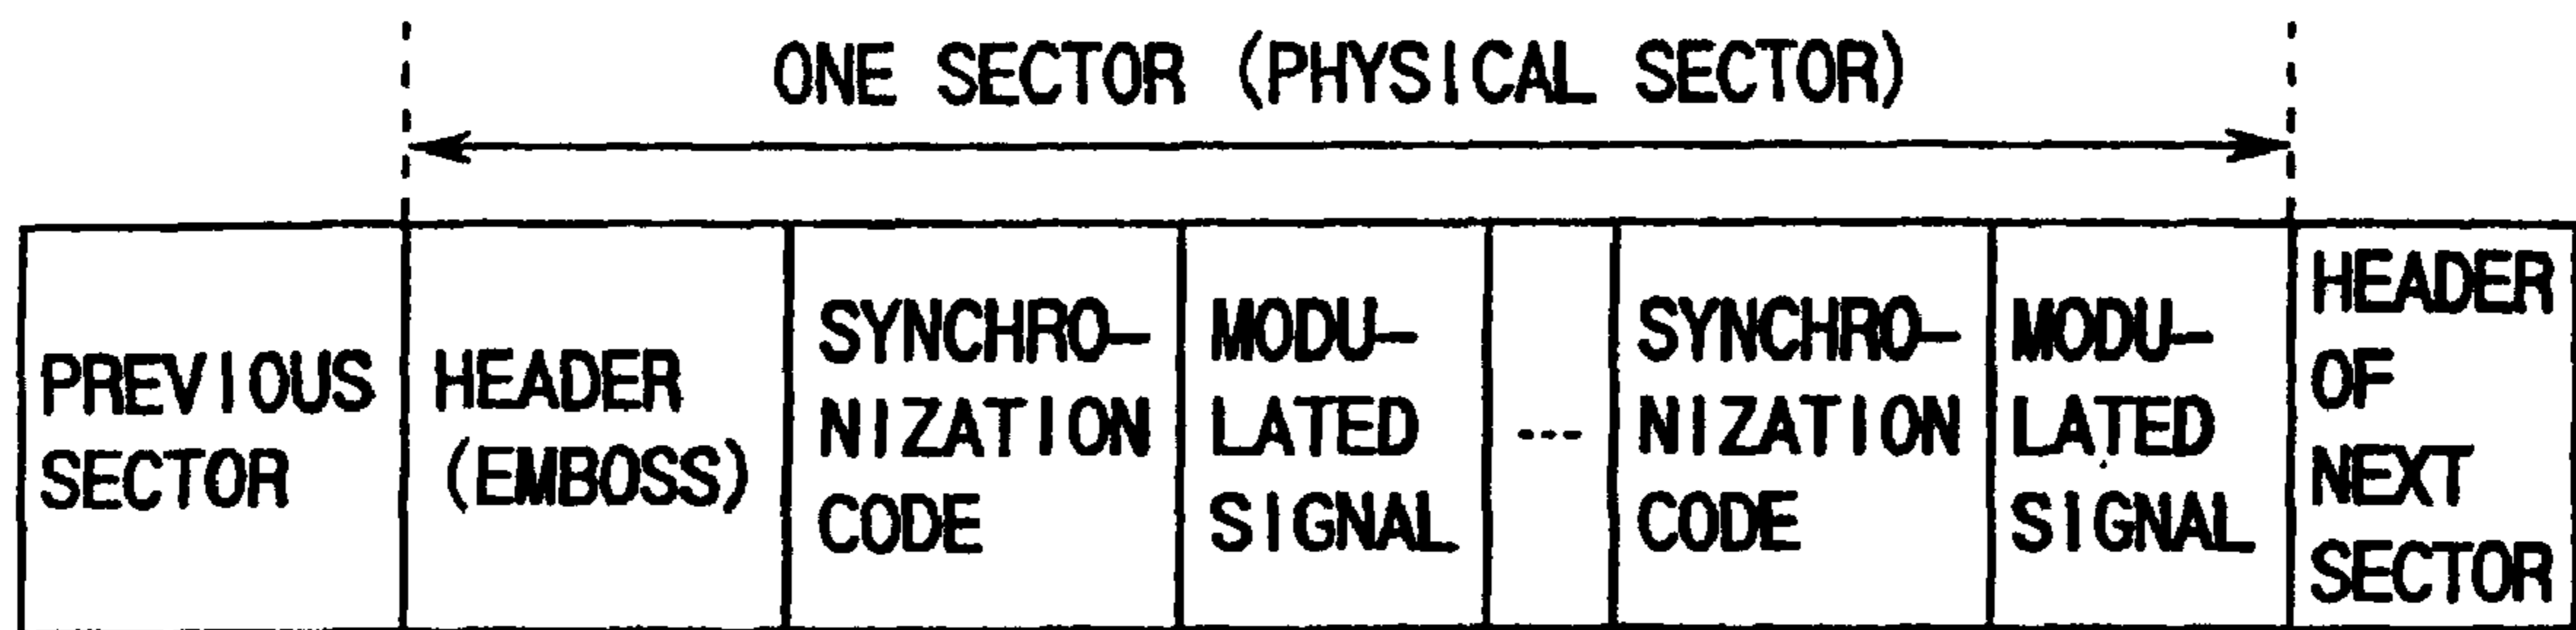 ONE SECTOR (PHYSICAL SECTOR)
PREVIOUS
SECTOR
HEADER
(EMBOSS)
SYNCHRO-
NIZATION
CODE
MODU-
LATED
SIGNAL
---
SYNCHRO-
NIZATION
CODE
MODU-
LATED
SIGNAL
HEADER
OF
NEXT
SECTOR